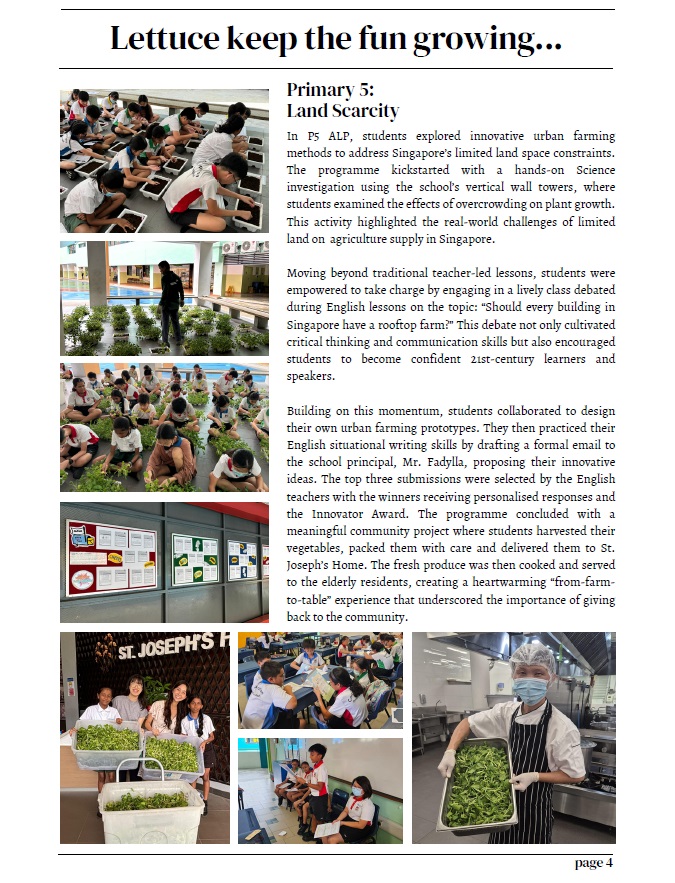 Lettuce keep the fun growing...
Primary 5:
Land Scarcity
In P5 ALP, students explored innovative urban farming
methods to address Singapore's limited land space constraints.
The programme kickstarted with a hands-on Science
investigation using the school's vertical wall towers, where
students examined the effects of overcrowding on plant growth.
This activity highlighted the real-world challenges of limited
land on agriculture supply in Singapore.
Moving beyond traditional teacher-led lessons, students were
empowered to take charge by engaging in a lively class debated
during English lessons on the topic: “Should every building in
Singapore have a rooftop farm?” This debate not only cultivated
critical thinking and communication skills but also encouraged
students to become confident 21st-century learners and
speakers.
Building on this momentum, students collaborated to design
their own urban farming prototypes. They then practiced their
English situational writing skills by drafting a formal email to
the school principal, Mr. Fadylla, proposing their innovative
ideas. The top three submissions were selected by the English
teachers with the winners receiving personalised responses and
the Innovator Award. The programme concluded with a
meaningful community project where students harvested their
vegetables, packed them with care and delivered them to St.
Joseph's Home. The fresh produce was then cooked and served
to the elderly residents, creating a heartwarming “from-farm-
to-table” experience that underscored the importance of giving
back to the community.
ST. JOSEPH'S H
page 4